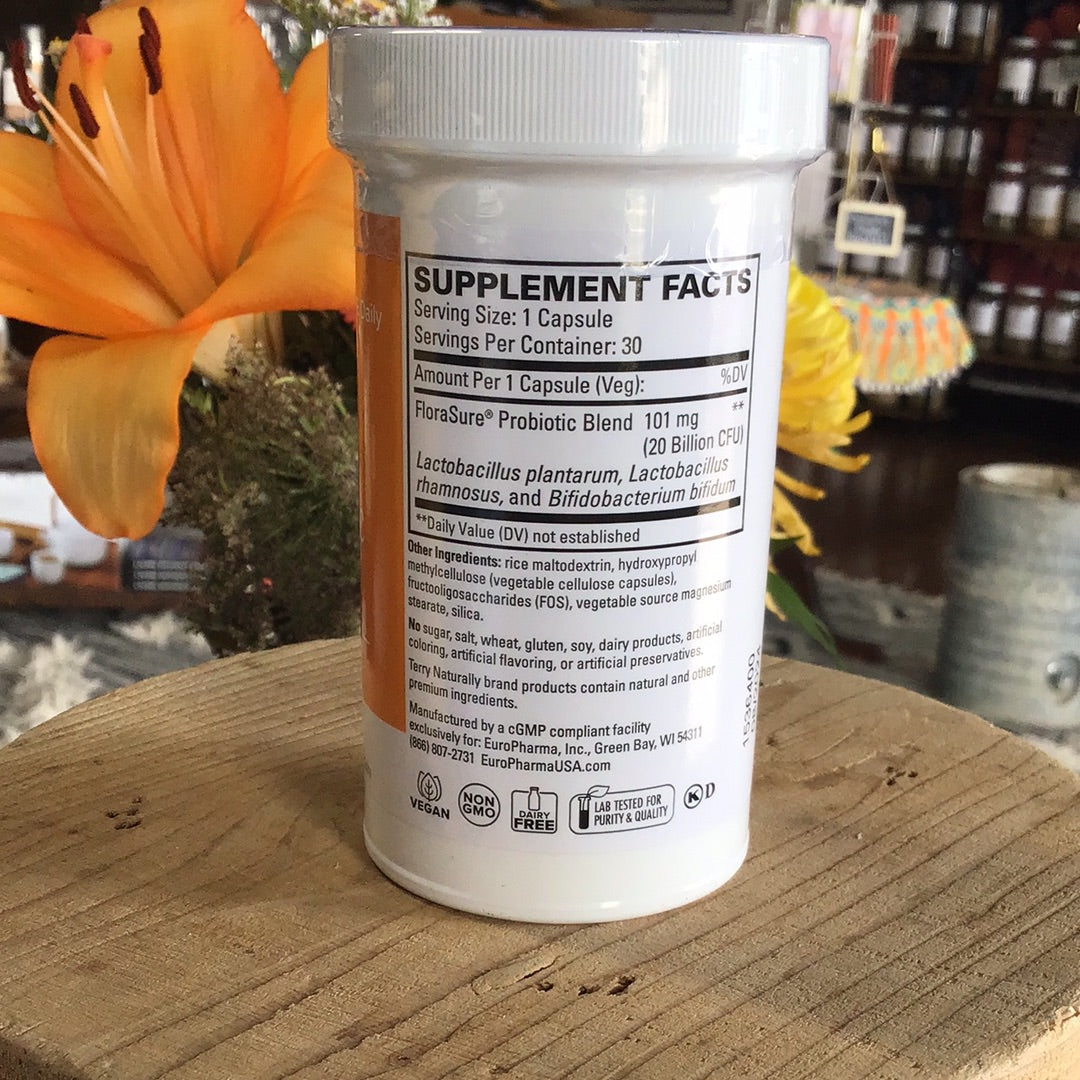 Daily
SUPPLEMENT FACTS
Serving Size: 1 Capsule
Servings Per Container: 30
Amount Per 1 Capsule (Veg): %DV
FloraSure® Probiotic Blend 101 mg **
(20 Billion CFU)
Lactobacillus plantarum, Lactobacillus
rhamnosus, and Bifidobacterium bifidum
**Daily Value (DV) not established
Other Ingredients: rice maltodextrin, hydroxypropyl
methylcellulose (vegetable cellulose capsules),
fructooligosaccharides (FOS), vegetable source magnesium
stearate, silica.
No sugar, salt, wheat, gluten, soy, dairy products, artificial
coloring, artificial flavoring, or artificial preservatives.
Terry Naturally brand products contain natural and other
premium ingredients.
Manufactured by a cGMP compliant facility
exclusively for: EuroPharma, Inc., Green Bay, WI 54311
(866) 807-2731 EuroPharmaUSA.com
VEGAN
NON
GMO
DAIRY
FREE
LAB TESTED FOR
PURITY & QUALITY
K D